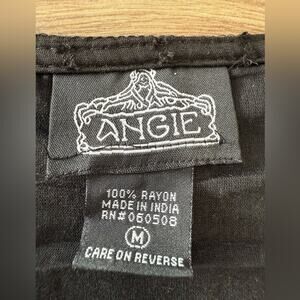 ANGIE
100% RAYON
MADE IN INDIA
RN#060508
M
CARE ON REVERSE